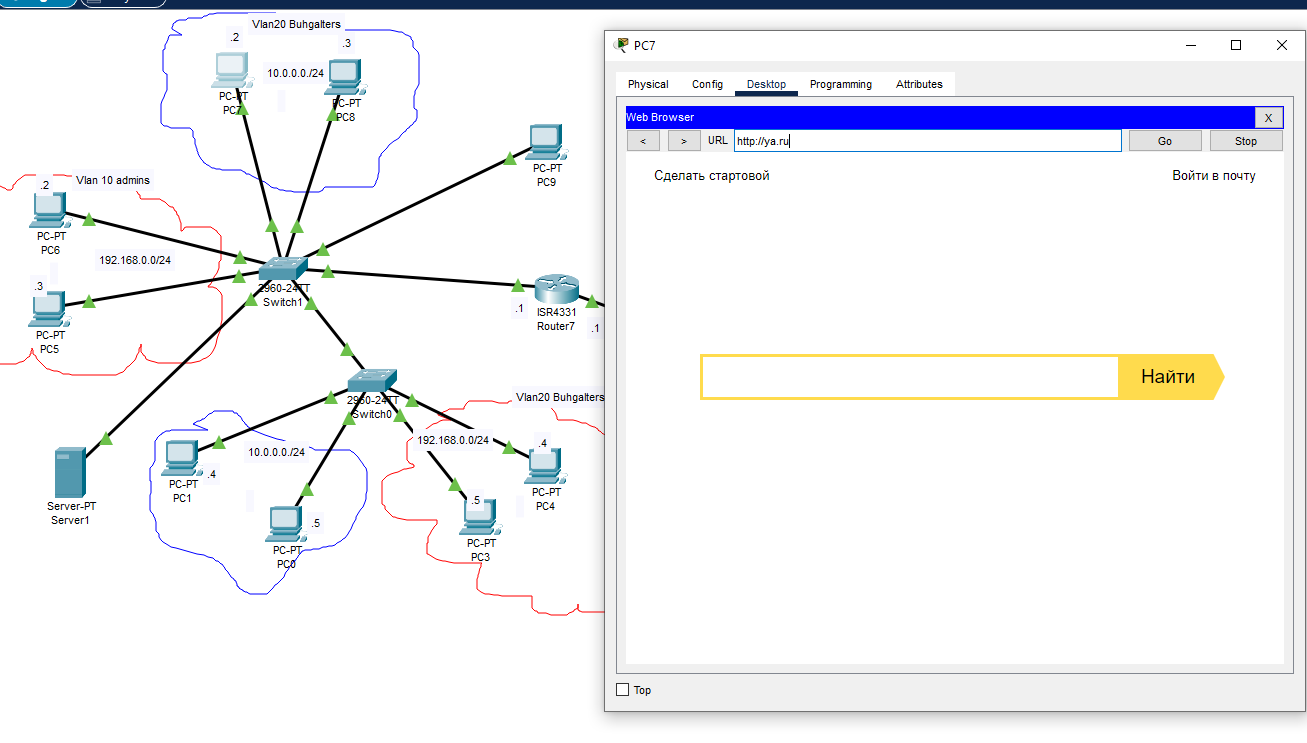 Vlan20 Buhgalters
.2
.3
10.0.0.0./24
PC-PT
PC7
PC-PT
PC8
PC-PT
PC9
Vlan 10 admins
.2
PC-PT
PC6
192.168.0.0/24
.3
PC-PT
PC5
2960-24TT
Switch1
.1
ISR4331
Router7
.1
2960-24TT
Switch0
Vlan20 Buhgalters
192.168.0.0/24
10.0.0.0./24
.4
PC-PT
PC1
.5
PC-PT
PC0
.4
PC-PT
PC4
.5
PC-PT
PC3
Server-PT
Server1
PC7
Physical Config Desktop Programming Attributes
Web Browser X
< > URL http://ya.ru Go Stop
Сделать стартовой Войти в почту
Найти
Top